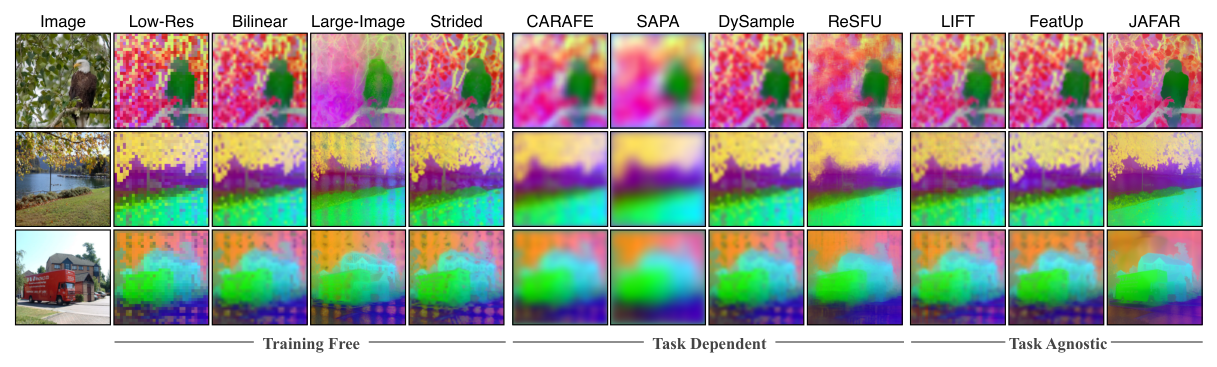 Image Low-Res Bilinear Large-Image Strided CARAFE SAPA DySample ReSFU LIFT FeatUp JAFAR
Training Free Task Dependent Task Agnostic